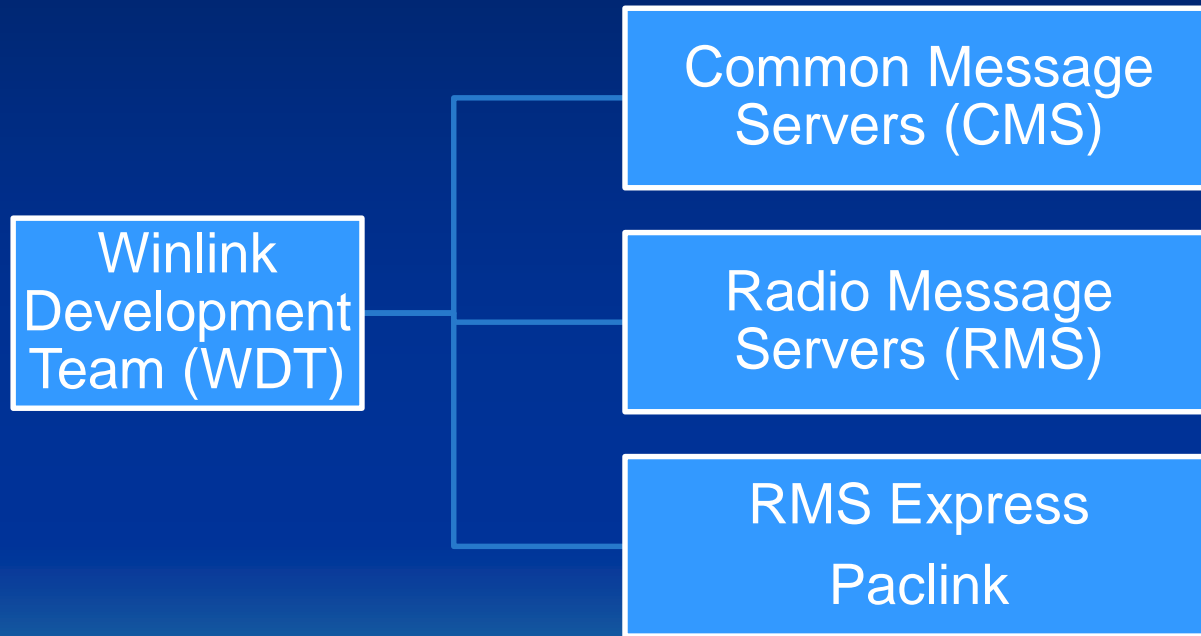 Common Message
Servers (CMS)
Winlink
Development
Team (WDT)
Radio Message
Servers (RMS)
RMS Express
Paclink